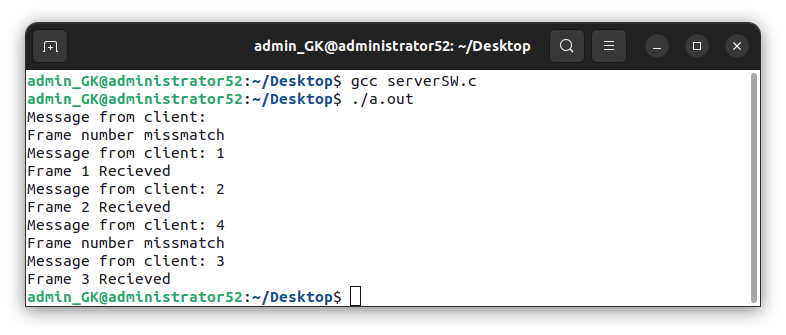 admin_GK@administrator52: ~/Desktop
admin_GK@administrator52:~/Desktop$ gcc serverSW.c
admin_GK@administrator52:~/Desktop$ ./a.out
Message from client:
Frame number missmatch
Message from client: 1
Frame 1 Recieved
Message from client: 2
Frame 2 Recieved
Message from client: 4
Frame number missmatch
Message from client: 3
Frame 3 Recieved
admin_GK@administrator52:~/Desktop$